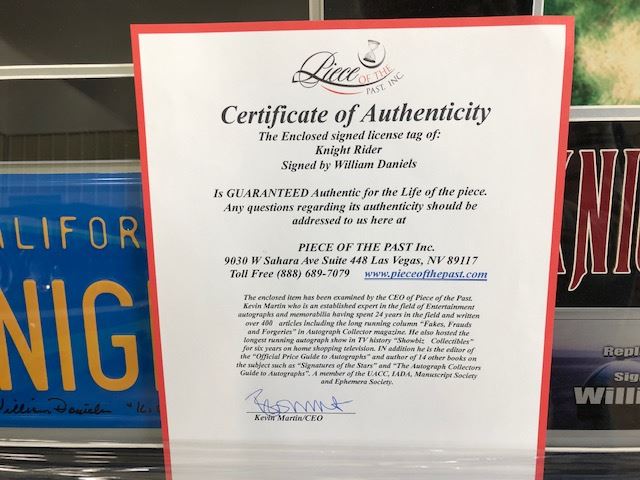 Piece
OF THE
PAST, INC.
Certificate of Authenticity
The Enclosed signed license tag of:
Knight Rider
Signed by William Daniels
Is GUARANTEED Authentic for the Life of the piece.
Any questions regarding its authenticity should be
addressed to us here at
PIECE OF THE PAST Inc.
9030 W Sahara Ave Suite 448 Las Vegas, NV 89117
Toll Free (888) 689-7079 www.pieceofthepast.com
The enclosed item has been examined by the CEO of Piece of the Past.
Kevin Martin who is an established expert in the field of Entertainment
autographs and memorabilia having spent 24 years in the field and written
over 400 articles including the long running column "Fakes, Frauds
and Forgeries" in Autograph Collector magazine. He also hosted the
longest running autograph show in TV history "Showbiz Collectibles"
for six years on home shopping television. IN addition he is the editor of
the "Official Price Guide to Autographs" and author of 14 other books on
the subject such as "Signatures of the Stars" and "The Autograph Collectors
Guide to Autographs". A member of the UACC, IADA, Manuscript Society
and Ephemera Society.
Kevin Martin/CEO
ALIFOR
NIG
William Daniels "K.
KNI
Repl
Sig
Willi